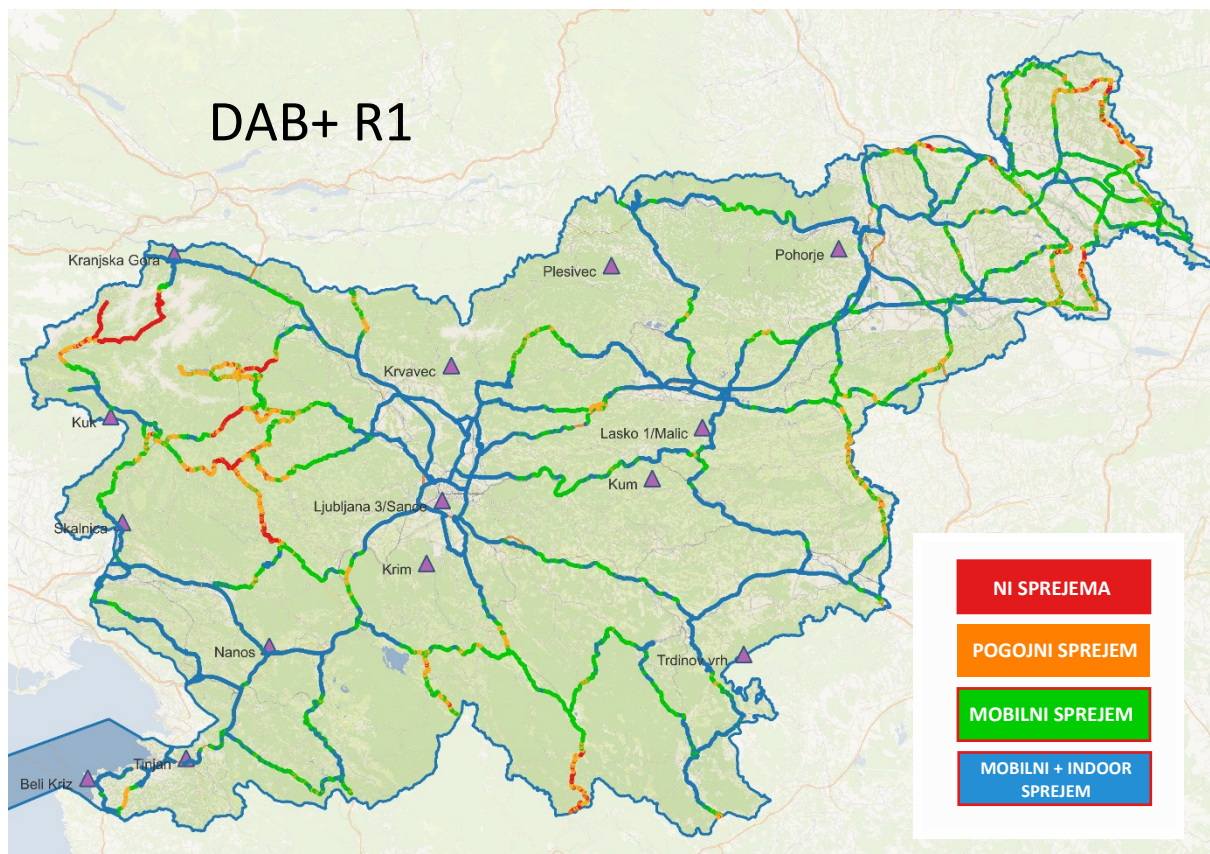 DAB+ R1
Kranjska Gora
Plesivec
Pohorje
Krvavec
Kuk
Lasko 1/Malic
Kum
Ljubljana 3/Sance
Skalnica
Krim
Nanos
Trdinov vrh
Tinjan
Beli Kriz
NI SPREJEMA
POGOJNI SPREJEM
MOBILNI SPREJEM
MOBILNI + INDOOR
SPREJEM